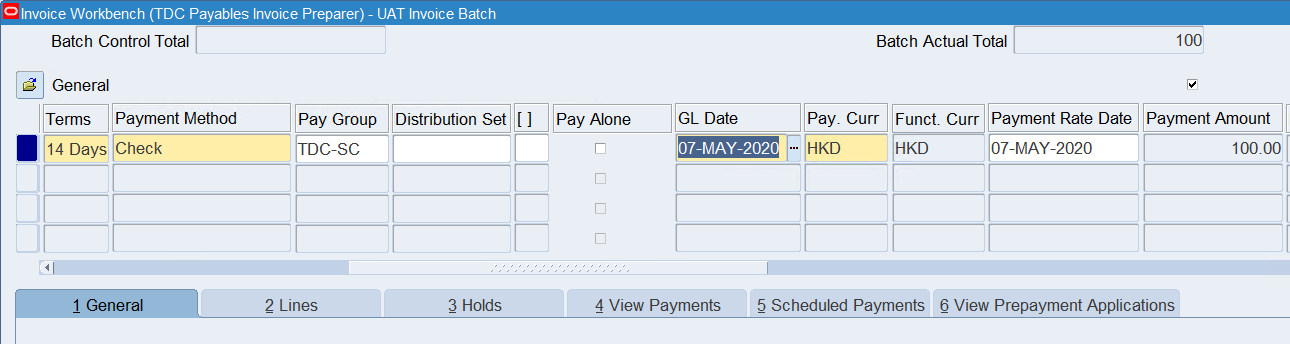 Invoice Workbench (TDC Payables Invoice Preparer) - UAT Invoice Batch
Batch Control Total Batch Actual Total 100
General
Terms Payment Method Pay Group Distribution Set [ ] Pay Alone GL Date Pay. Curr Funct. Curr Payment Rate Date Payment Amount
14 Days Check TDC-SC 07-MAY-2020 ... HKD HKD 07-MAY-2020 100.00
1 General 2 Lines 3 Holds 4 View Payments 5 Scheduled Payments 6 View Prepayment Applications